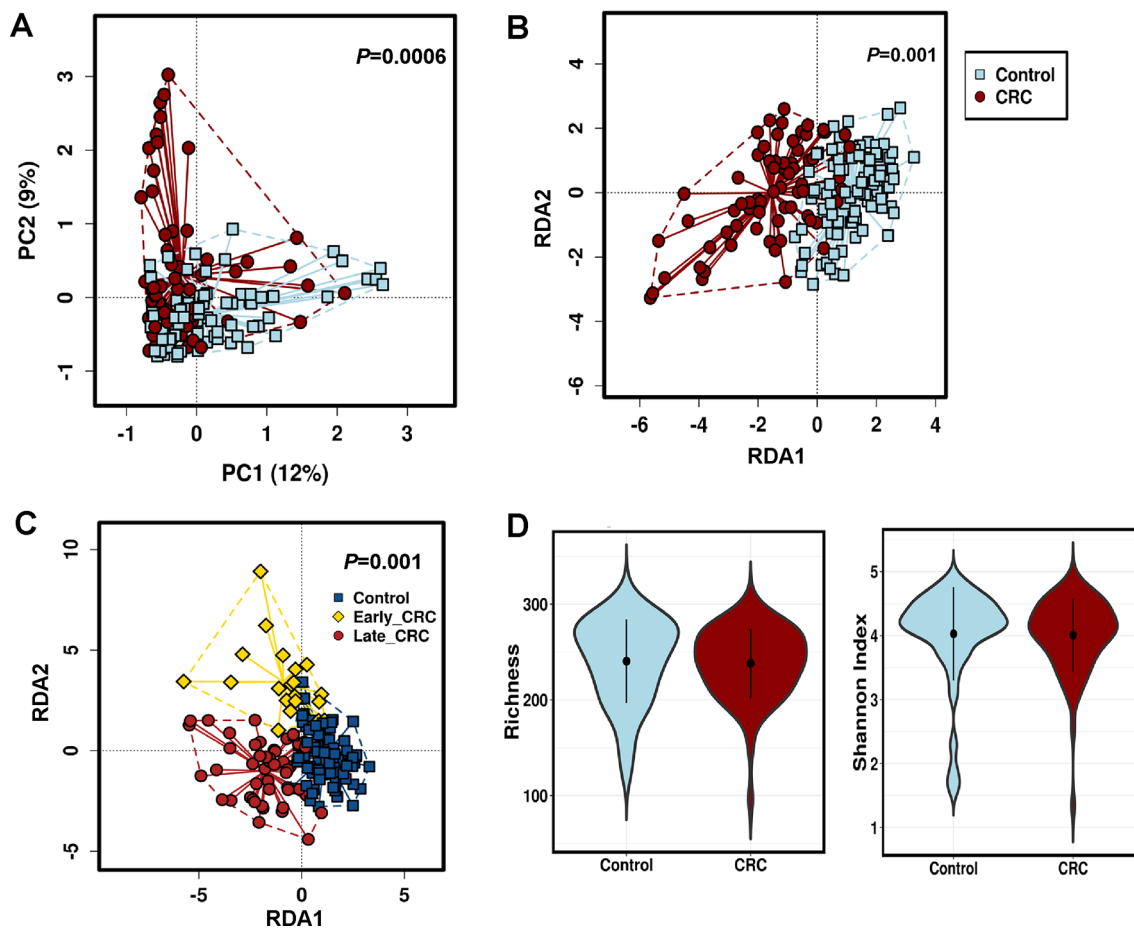 A
P=0.0006
3
2
1
0
-1
PC2 (9%)
-1 0 1 2 3
PC1 (12%)
B
P=0.001
4
2
0
-2
-4
-6
RDA2
-6 -4 -2 0 2 4
RDA1
Control
CRC
C
P=0.001
Control
Early_CRC
Late_CRC
10
5
0
-5
RDA2
-5 0 5
RDA1
D
300
200
100
Richness
Control CRC
5
4
3
2
1
Shannon Index
Control CRC